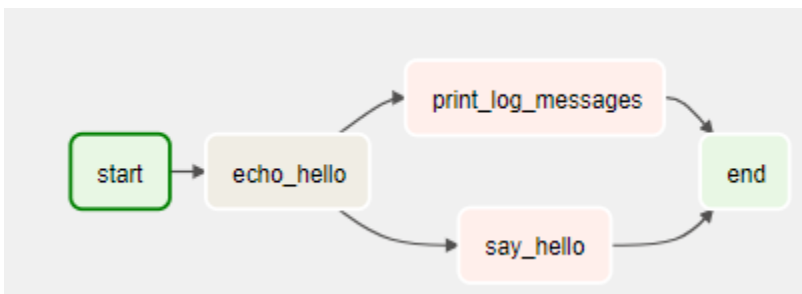 start
echo_hello
print_log_messages
say_hello
end